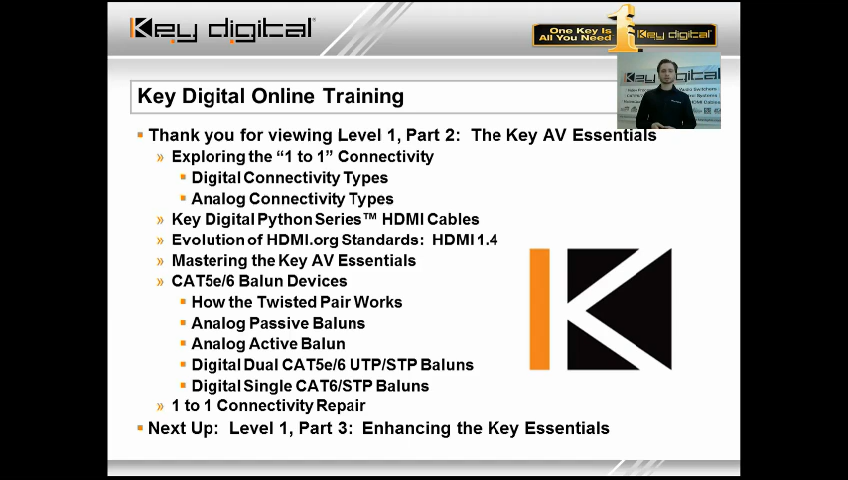 Key digital®
One Key Is
All You Need
1
Key digital
Key digital
Key Digital Online Training
Thank you for viewing Level 1, Part 2: The Key AV Essentials
» Exploring the “1 to 1” Connectivity
Digital Connectivity Types
Analog Connectivity Types
» Key Digital Python Series™ HDMI Cables
» Evolution of HDMI.org Standards: HDMI 1.4
» Mastering the Key AV Essentials
» CAT5e/6 Balun Devices
How the Twisted Pair Works
Analog Passive Baluns
Analog Active Balun
Digital Dual CAT5e/6 UTP/STP Baluns
Digital Single CAT6/STP Baluns
» 1 to 1 Connectivity Repair
Next Up: Level 1, Part 3: Enhancing the Key Essentials